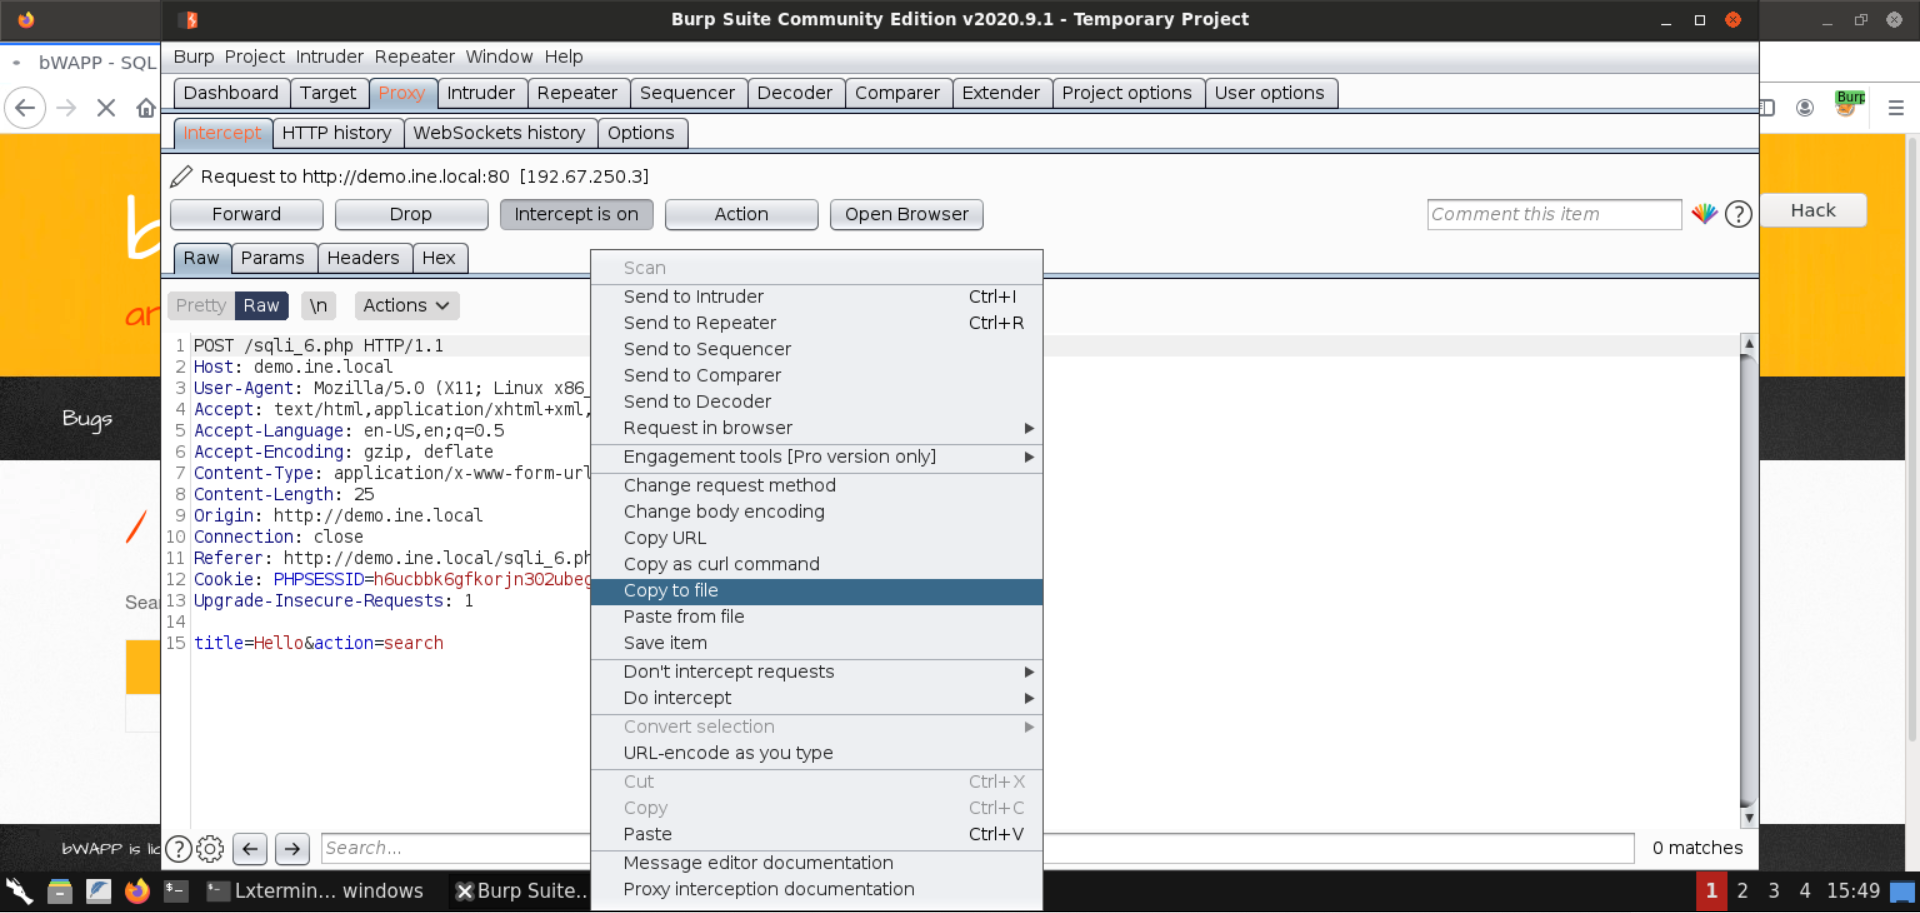 Burp Suite Community Edition v2020.9.1 - Temporary Project
bWAPP - SQL
Burp Project Intruder Repeater Window Help
Dashboard Target Proxy Intruder Repeater Sequencer Decoder Comparer Extender Project options User options
Burp
Intercept HTTP history WebSockets history Options
Request to http://demo.ine.local:80 [192.67.250.3]
Forward Drop Intercept is on Action Open Browser Comment this item ?
Hack
b
an
Raw Params Headers Hex
Pretty Raw \n Actions
1 POST /sqli_6.php HTTP/1.1
2 Host: demo.ine.local
3 User-Agent: Mozilla/5.0 (X11; Linux x86_
4 Accept: text/html,application/xhtml+xml,
5 Accept-Language: en-US,en;q=0.5
6 Accept-Encoding: gzip, deflate
7 Content-Type: application/x-www-form-url
8 Content-Length: 25
9 Origin: http://demo.ine.local
10 Connection: close
11 Referer: http://demo.ine.local/sqli_6.ph
12 Cookie: PHPSESSID=h6ucbbk6gfkorjn302ubeg
13 Upgrade-Insecure-Requests: 1
14
15 title=Hello&action=search
Bugs
/
Sear
Scan
Send to Intruder Ctrl+I
Send to Repeater Ctrl+R
Send to Sequencer
Send to Comparer
Send to Decoder
Request in browser
Engagement tools [Pro version only]
Change request method
Change body encoding
Copy URL
Copy as curl command
Copy to file
Paste from file
Save item
Don't intercept requests
Do intercept
Convert selection
URL-encode as you type
Cut Ctrl+X
Copy Ctrl+C
Paste Ctrl+V
Message editor documentation
Proxy interception documentation
bWAPP is lic
? Search... 0 matches
Lxtermin... windows Burp Suite... 1 2 3 4 15:49